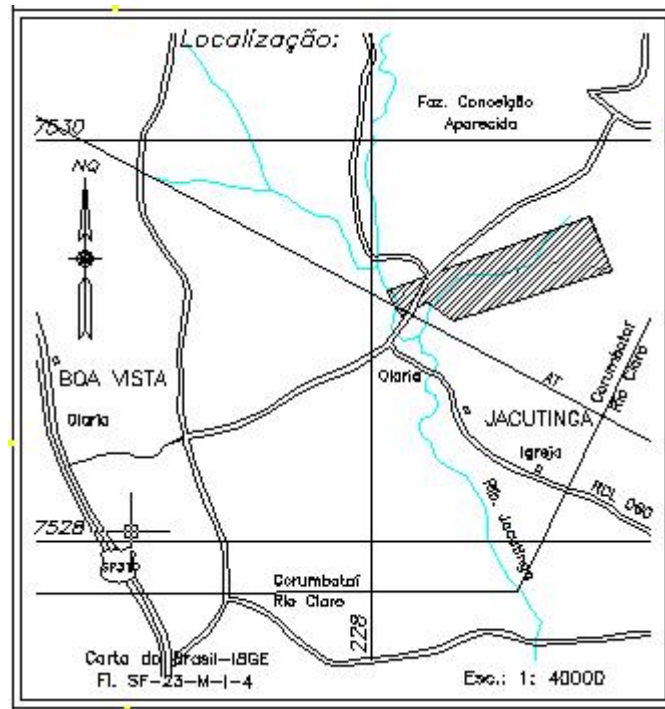 Localização:
Faz. Conceição
Aparecida
7530
NQ
BOA VISTA
Olaria
Olaria
AT
Corumbataí
Rio Claro
JACUTINGA
Igreja
RCL 060
Rib. Jacutinga
7528
SP310
Corumbataí
Rio Claro
228
Carta do Brasil-IBGE
Fl. SF-23-M-I-4
Esc.: 1: 40000